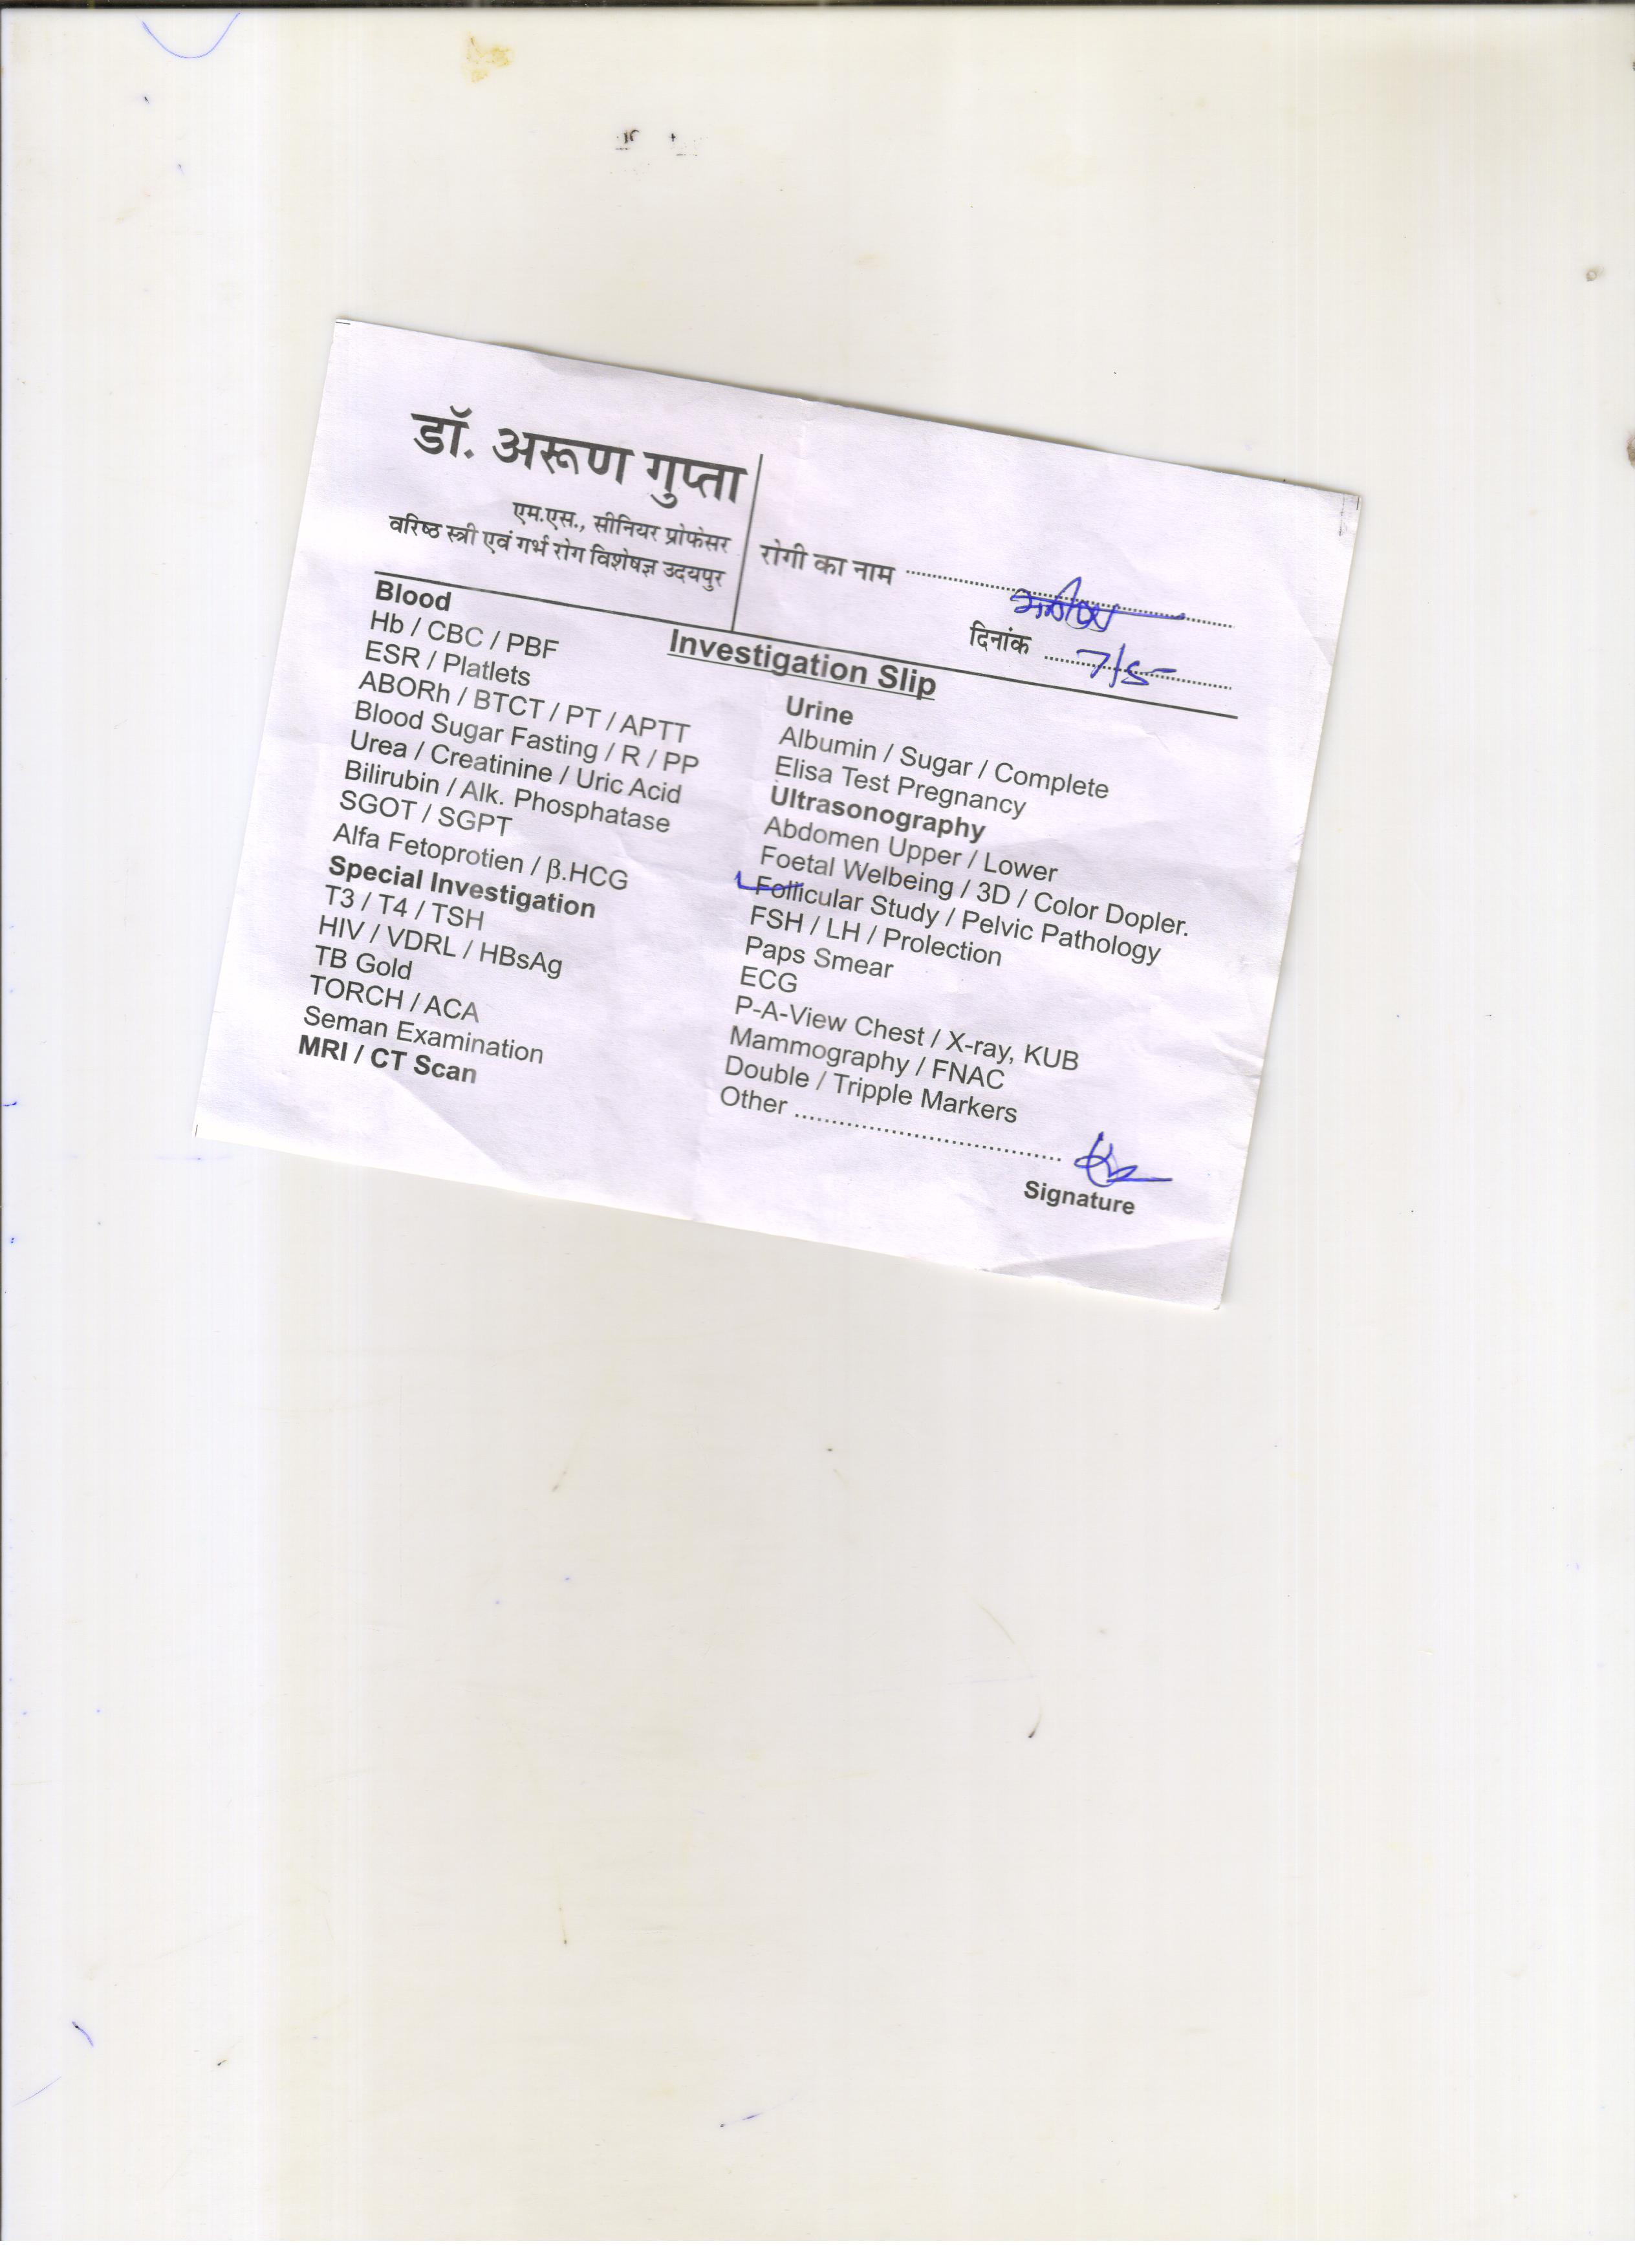 डॉ. अरूण गुप्ता
एम.एस., सीनियर प्रोफेसर
वरिष्ठ स्त्री एवं गर्भ रोग विशेषज्ञ उदयपुर
रोगी का नाम
दिनांक 7/5
Investigation Slip
Blood
Hb / CBC / PBF
ESR / Platlets
ABORh / BTCT / PT / APTT
Blood Sugar Fasting / R / PP
Urea / Creatinine / Uric Acid
Bilirubin / Alk. Phosphatase
SGOT / SGPT
Alfa Fetoprotien / β.HCG
Special Investigation
T3 / T4 / TSH
HIV / VDRL / HBsAg
TB Gold
TORCH / ACA
Seman Examination
MRI / CT Scan
Urine
Albumin / Sugar / Complete
Elisa Test Pregnancy
Ultrasonography
Abdomen Upper / Lower
Foetal Welbeing / 3D / Color Dopler.
Follicular Study / Pelvic Pathology
FSH / LH / Prolection
Paps Smear
ECG
P-A-View Chest / X-ray, KUB
Mammography / FNAC
Double / Tripple Markers
Other
Signature